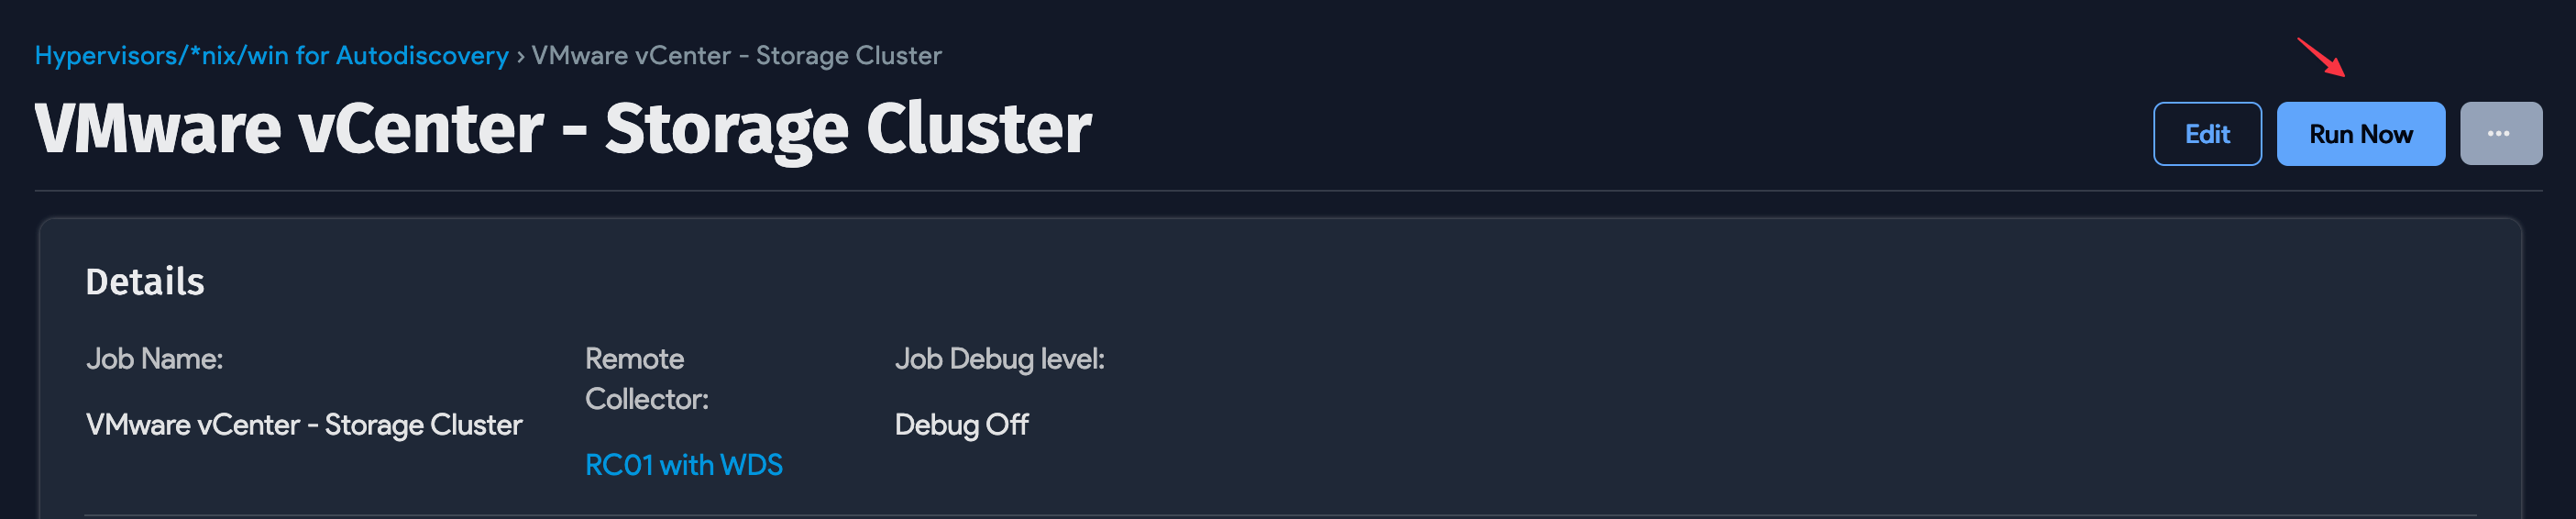 Hypervisors/*nix/win for Autodiscovery › VMware vCenter - Storage Cluster
VMware vCenter - Storage Cluster
Edit
Run Now
•••
Details
Job Name:
VMware vCenter - Storage Cluster
Remote
Collector:
RC01 with WDS
Job Debug level:
Debug Off